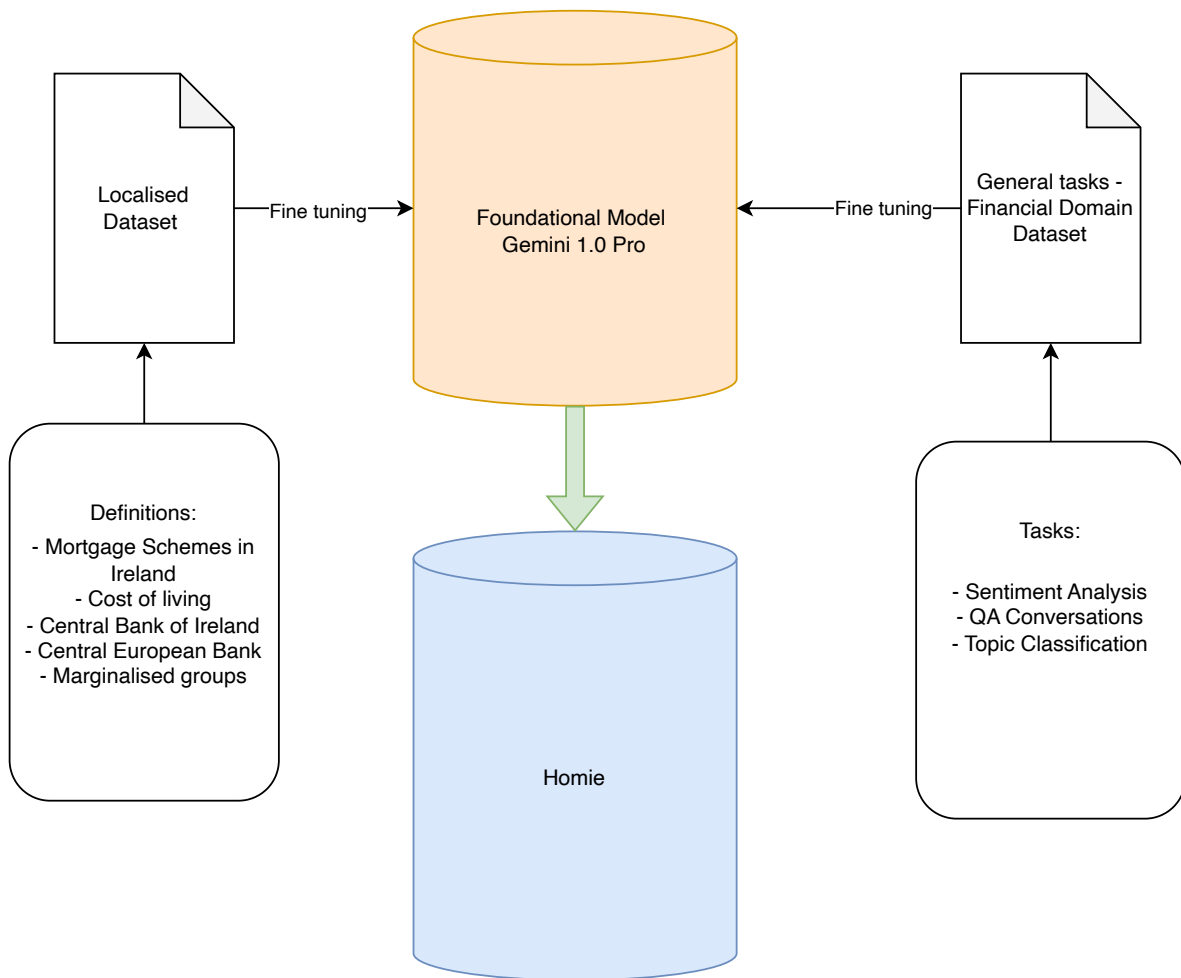 Localised
Dataset
Fine tuning
Foundational Model
Gemini 1.0 Pro
Fine tuning
General tasks -
Financial Domain
Dataset
Definitions:
- Mortgage Schemes in
Ireland
- Cost of living
- Central Bank of Ireland
- Central European Bank
- Marginalised groups
Tasks:
- Sentiment Analysis
- QA Conversations
- Topic Classification
Homie